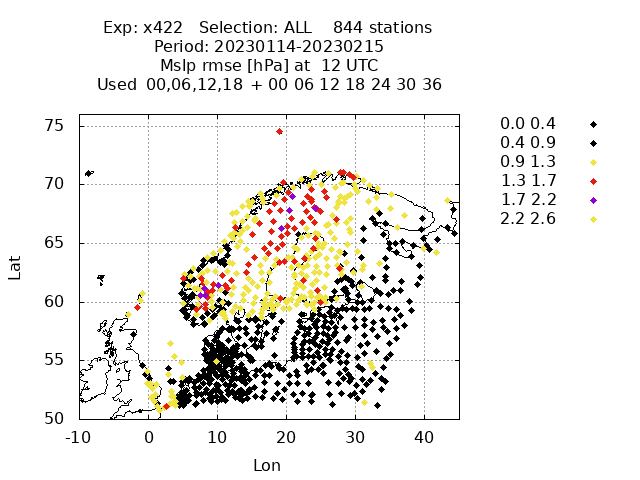 Exp: x422 Selection: ALL 844 stations
Period: 20230114-20230215
Mslp rmse [hPa] at 12 UTC
Used 00,06,12,18 + 00 06 12 18 24 30 36
75
70
65
60
55
50
Lat
-10 0 10 20 30 40
Lon
0.0 0.4
0.4 0.9
0.9 1.3
1.3 1.7
1.7 2.2
2.2 2.6